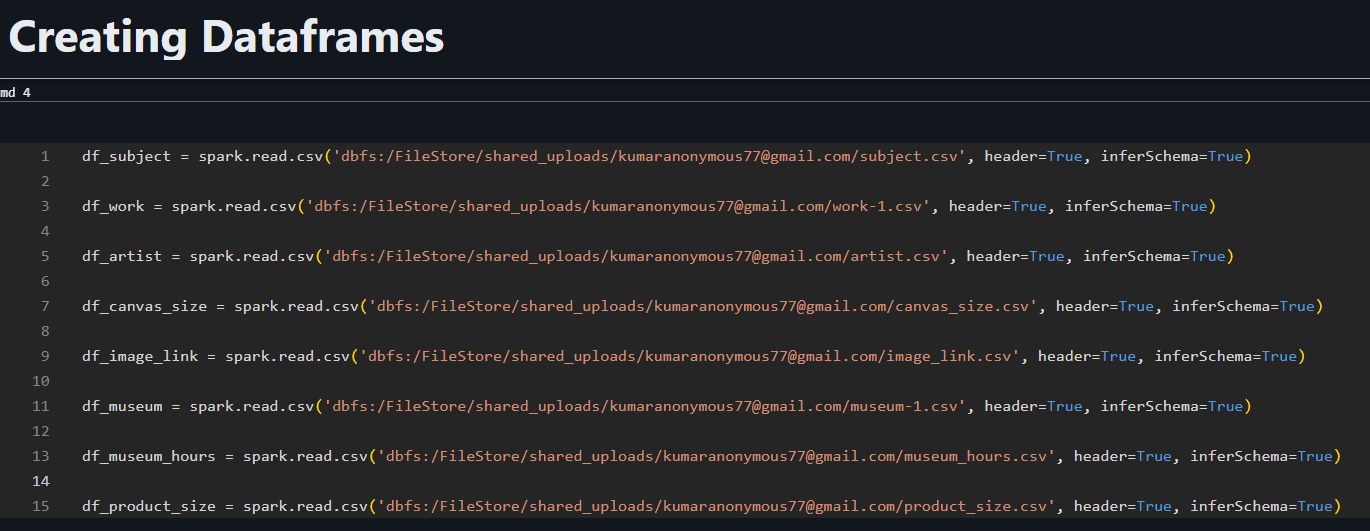 Creating Dataframes
md 4
1 df_subject = spark.read.csv('dbfs:/FileStore/shared_uploads/kumaranonymous77@gmail.com/subject.csv', header=True, inferSchema=True)
2
3 df_work = spark.read.csv('dbfs:/FileStore/shared_uploads/kumaranonymous77@gmail.com/work-1.csv', header=True, inferSchema=True)
4
5 df_artist = spark.read.csv('dbfs:/FileStore/shared_uploads/kumaranonymous77@gmail.com/artist.csv', header=True, inferSchema=True)
6
7 df_canvas_size = spark.read.csv('dbfs:/FileStore/shared_uploads/kumaranonymous77@gmail.com/canvas_size.csv', header=True, inferSchema=True)
8
9 df_image_link = spark.read.csv('dbfs:/FileStore/shared_uploads/kumaranonymous77@gmail.com/image_link.csv', header=True, inferSchema=True)
10
11 df_museum = spark.read.csv('dbfs:/FileStore/shared_uploads/kumaranonymous77@gmail.com/museum-1.csv', header=True, inferSchema=True)
12
13 df_museum_hours = spark.read.csv('dbfs:/FileStore/shared_uploads/kumaranonymous77@gmail.com/museum_hours.csv', header=True, inferSchema=True)
14
15 df_product_size = spark.read.csv('dbfs:/FileStore/shared_uploads/kumaranonymous77@gmail.com/product_size.csv', header=True, inferSchema=True)